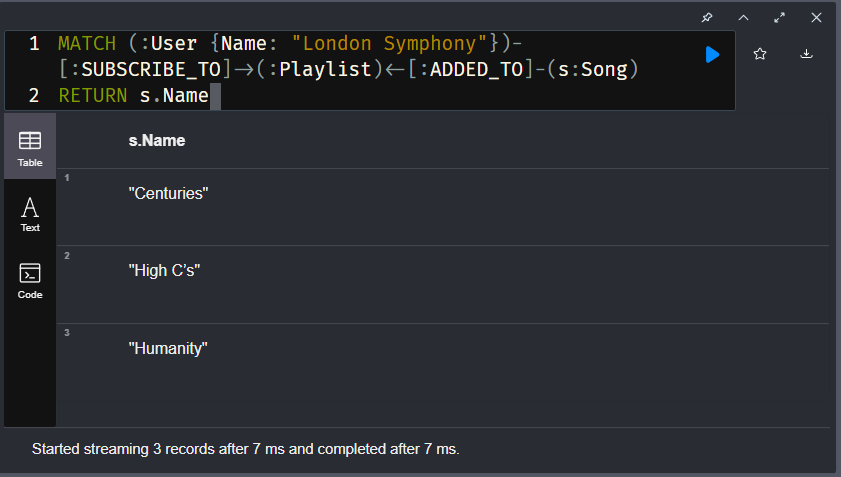 1 MATCH (:User {Name: "London Symphony"})-
[:SUBSCRIBE_TO]→(:Playlist)←[:ADDED_TO]-(s:Song)
2 RETURN s.Name
Table
s.Name
1
"Centuries"
A
Text
2
"High C's"
Code
3
"Humanity"
Started streaming 3 records after 7 ms and completed after 7 ms.